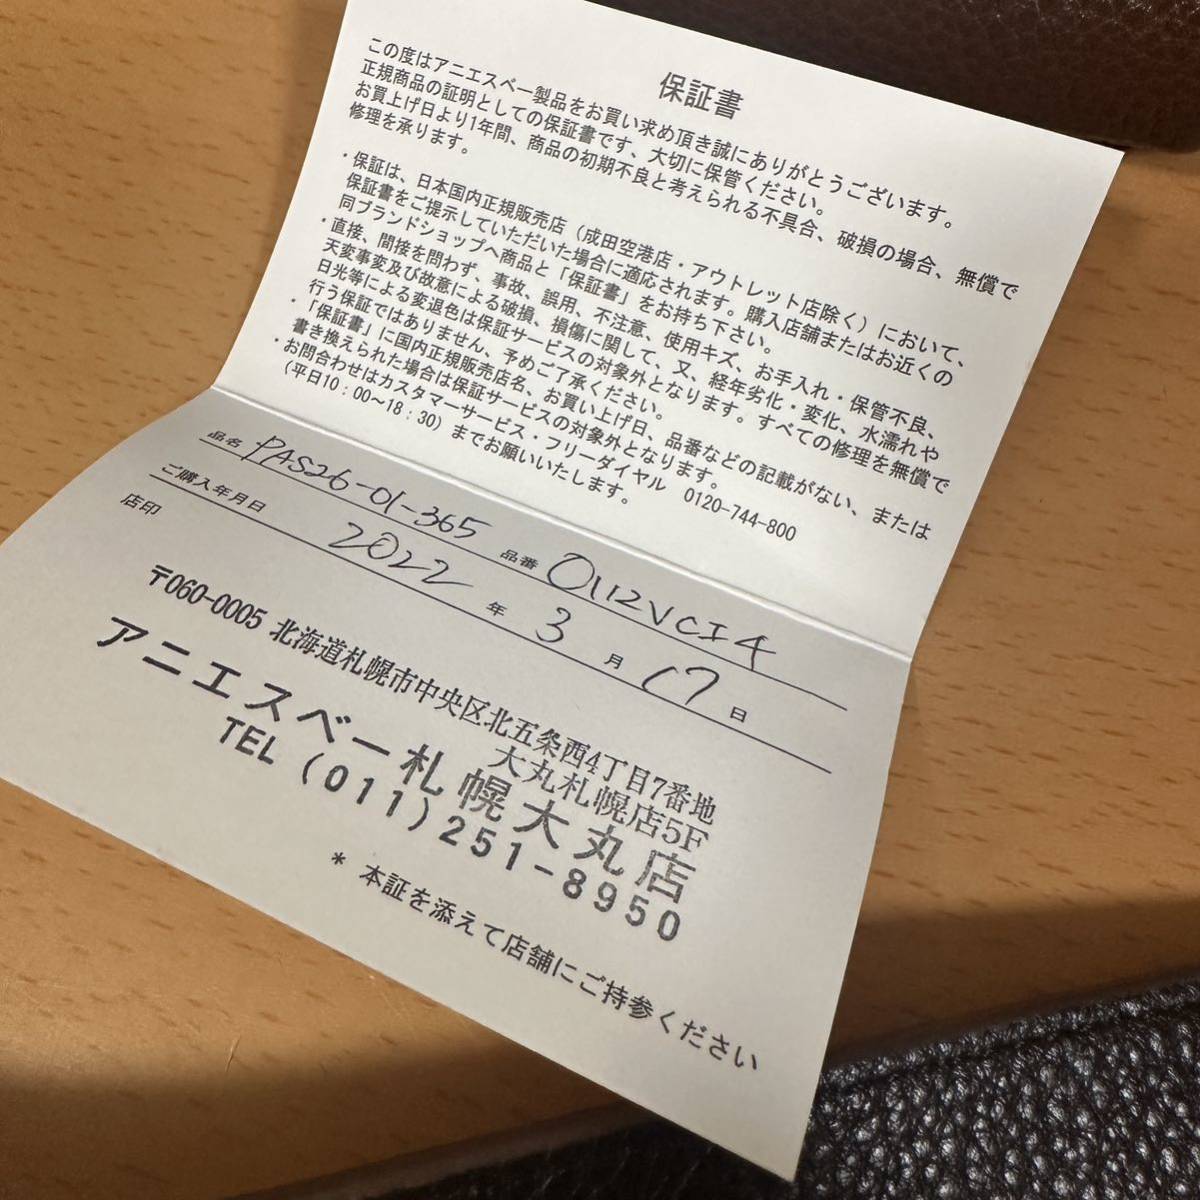 保証書
この度はアニエスベー製品をお買い求め頂き誠にありがとうございます。
正規商品の証明としての保証書です、大切に保管ください。
お買上げ日より1年間、商品の初期不良と考えられる不具合、破損の場合、無償で
修理を承ります。
・保証は、日本国内正規販売店（成田空港店・アウトレット店除く）において、
保証書をご提示していただいた場合に適応されます。購入店舗またはお近くの
同ブランドショップへ商品と「保証書」をお持ち下さい。
・直接、間接を問わず、事故、誤用、不注意、使用キズ、お手入れ・保管不良、
天変事変及び故意による破損、損傷に関して、又、経年劣化・変化、水濡れや
日光等による変退色は保証サービスの対象外となります。すべての修理を無償で
行う保証ではありません、予めご了承ください。
・「保証書」に国内正規販売店名、お買い上げ日、品番などの記載がない、または
書き換えられた場合は保証サービスの対象外となります。
・お問合わせはカスタマーサービス・フリーダイヤル 0120-744-800
（平日10：00～18：30）までお願いいたします。
品名 PAS26-01-365 品番 0112VCI4
ご購入年月日 2022 年 3 月 17 日
店印
〒060-0005 北海道札幌市中央区北五条西4丁目7番地
大丸札幌店5F
アニエスベー札幌大丸店
TEL (011)251-8950
* 本証を添えて店舗にご持参ください